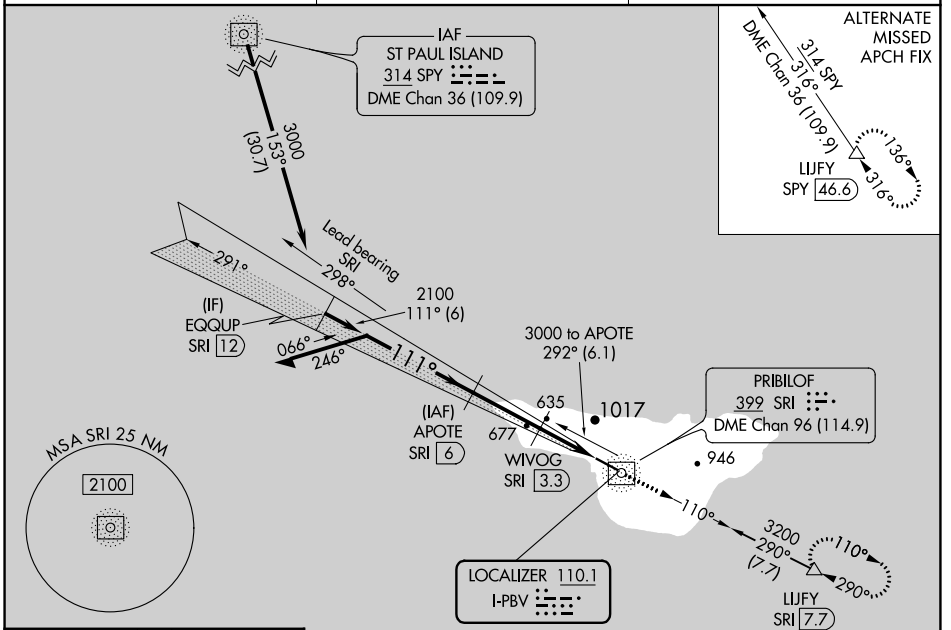 IAF
ST PAUL ISLAND
314 SPY
DME Chan 36 (109.9)
ALTERNATE
MISSED
APCH FIX
314 SPY
316°
DME Chan 36 (109.9)
136°
316°
LIJFY
SPY 46.6
3000
153°
(30.7)
Lead bearing
SRI
298°
291°
(IF)
EQQUP
SRI 12
2100
111° (6)
066°
246°
111°
3000 to APOTE
292° (6.1)
(IAF)
APOTE
SRI 6
635
677
1017
WIVOG
SRI 3.3
PRIBILOF
399 SRI
DME Chan 96 (114.9)
946
MSA SRI 25 NM
2100
110°
3200
290°
(7.7)
110°
290°
LIJFY
SRI 7.7
LOCALIZER 110.1
I-PBV